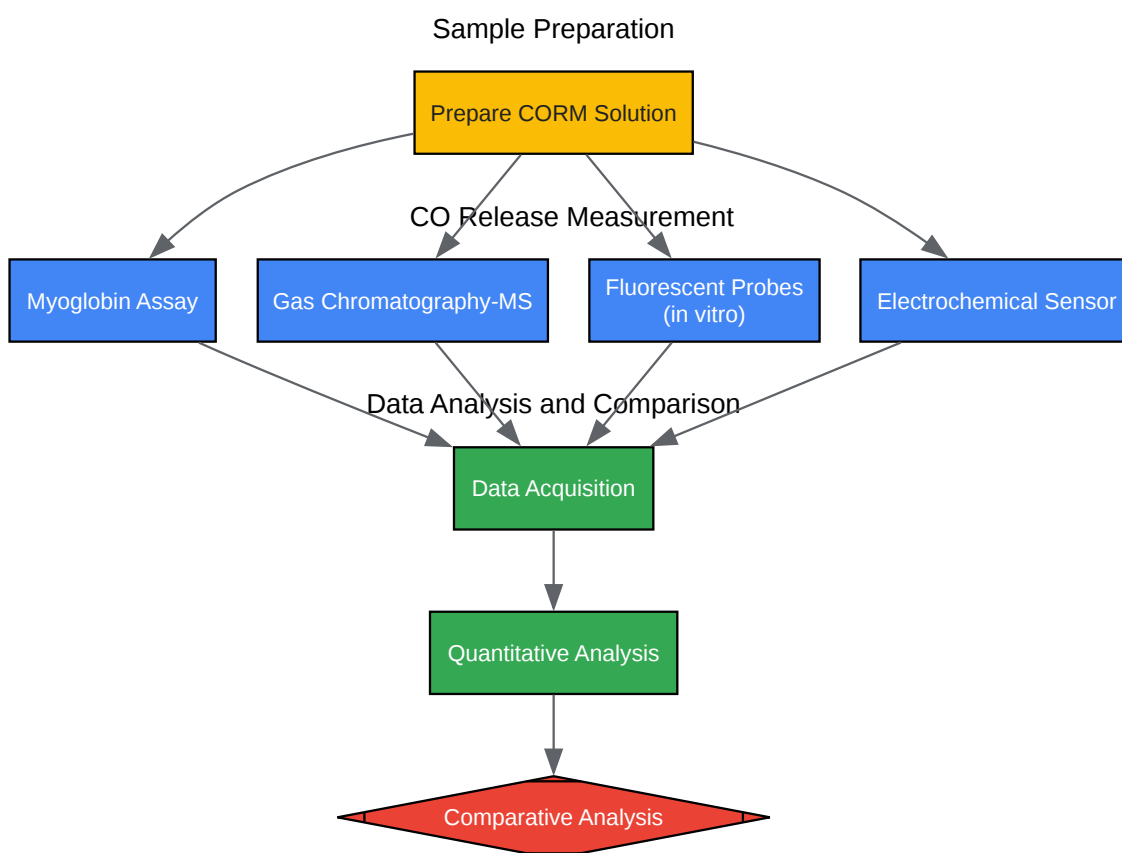 Sample Preparation
Prepare CORM Solution
CO Release Measurement
Myoglobin Assay
Gas Chromatography-MS
Fluorescent Probes
(in vitro)
Electrochemical Sensor
Data Analysis and Comparison
Data Acquisition
Quantitative Analysis
Comparative Analysis